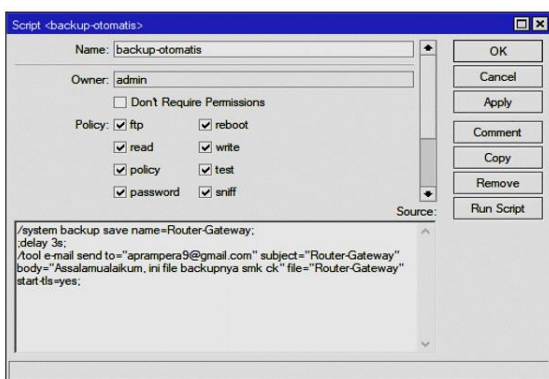 Script <backup-otomatis>
Name: backup-otomatis
OK
Owner: admin
Cancel
Don't Require Permissions
Apply
Policy: ftp reboot
Comment
read write
Copy
policy test
Remove
password sniff
Source:
Run Script
/system backup save name=Router-Gateway;
;delay 3s;
/tool e-mail send to="aprampera9@gmail.com" subject="Router-Gateway"
body="Assalamualaikum, ini file backupnya smk ck" file="Router-Gateway"
start-tls=yes;